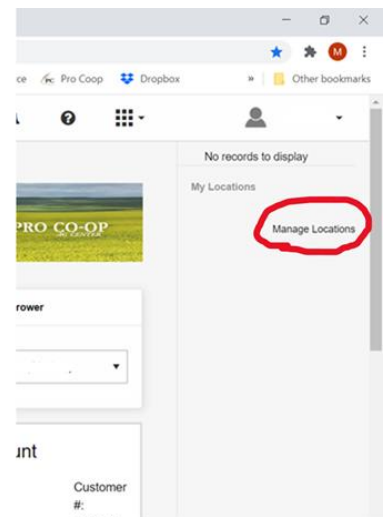 M
ce Pro Coop Dropbox » Other bookmarks
No records to display
My Locations
PRO CO-OP
Manage Locations
rower
unt
Customer
#: